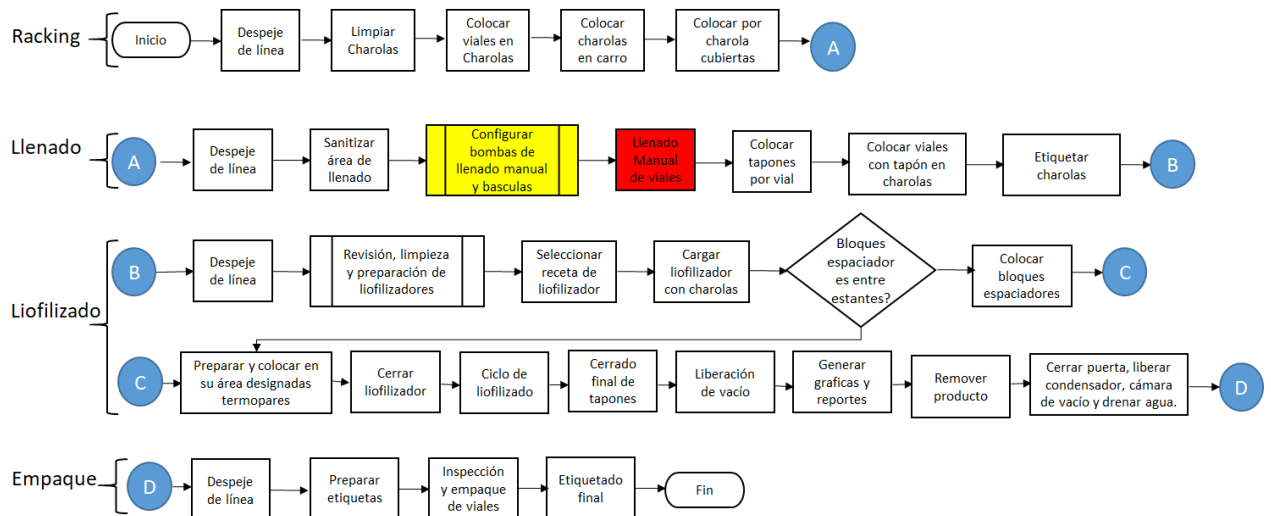 Racking
Inicio
Despeje
de línea
Limpiar
Charolas
Colocar
viales en
Charolas
Colocar
charolas
en carro
Colocar por
charola
cubiertas
A
Llenado
A
Despeje
de línea
Sanitizar
área de
llenado
Configurar
bombas de
llenado manual
y basculas
Llenado
Manual
de viales
Colocar
tapones
por vial
Colocar viales
con tapón en
charolas
Etiquetar
charolas
B
Liofilizado
B
Despeje
de línea
Revisión, limpieza
y preparación de
liofilizadores
Seleccionar
receta de
liofilizador
Cargar
liofilizador
con charolas
Bloques
espaciador
es entre
estantes?
Colocar
bloques
espaciadores
C
C
Preparar y colocar en
su área designadas
termopares
Cerrar
liofilizador
Ciclo de
liofilizado
Cerrado
final de
tapones
Liberación
de vacío
Generar
graficas y
reportes
Remover
producto
Cerrar puerta, liberar
condensador, cámara
de vacío y drenar agua.
D
Empaque
D
Despeje
de línea
Preparar
etiquetas
Inspección
y empaque
de viales
Etiquetado
final
Fin